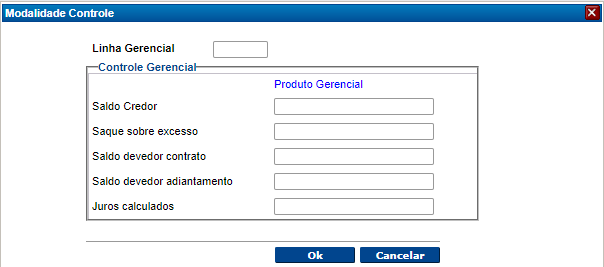 Modalidade Controle
Linha Gerencial
Controle Gerencial
Produto Gerencial
Saldo Credor
Saque sobre excesso
Saldo devedor contrato
Saldo devedor adiantamento
Juros calculados
Ok Cancelar